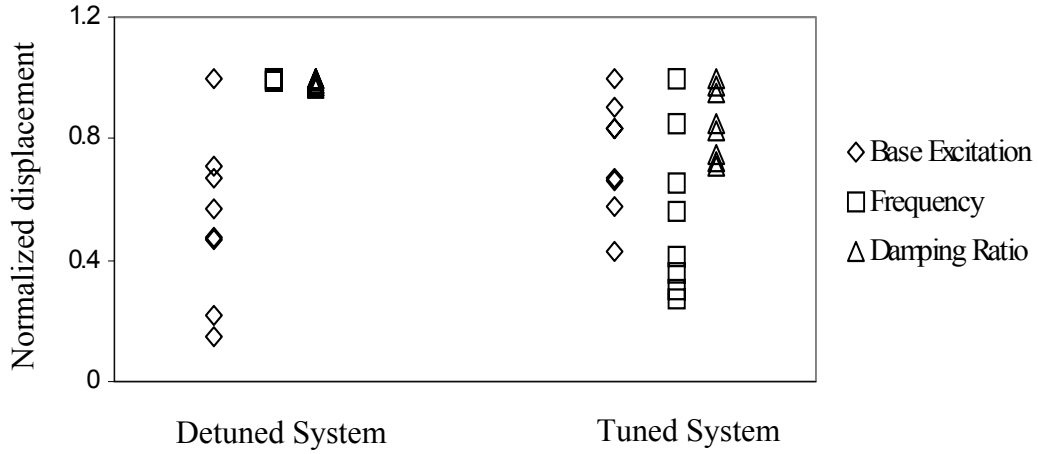 1.2
0.8
0.4
0
Normalized displacement
Detuned System
Tuned System
Base Excitation
Frequency
Damping Ratio